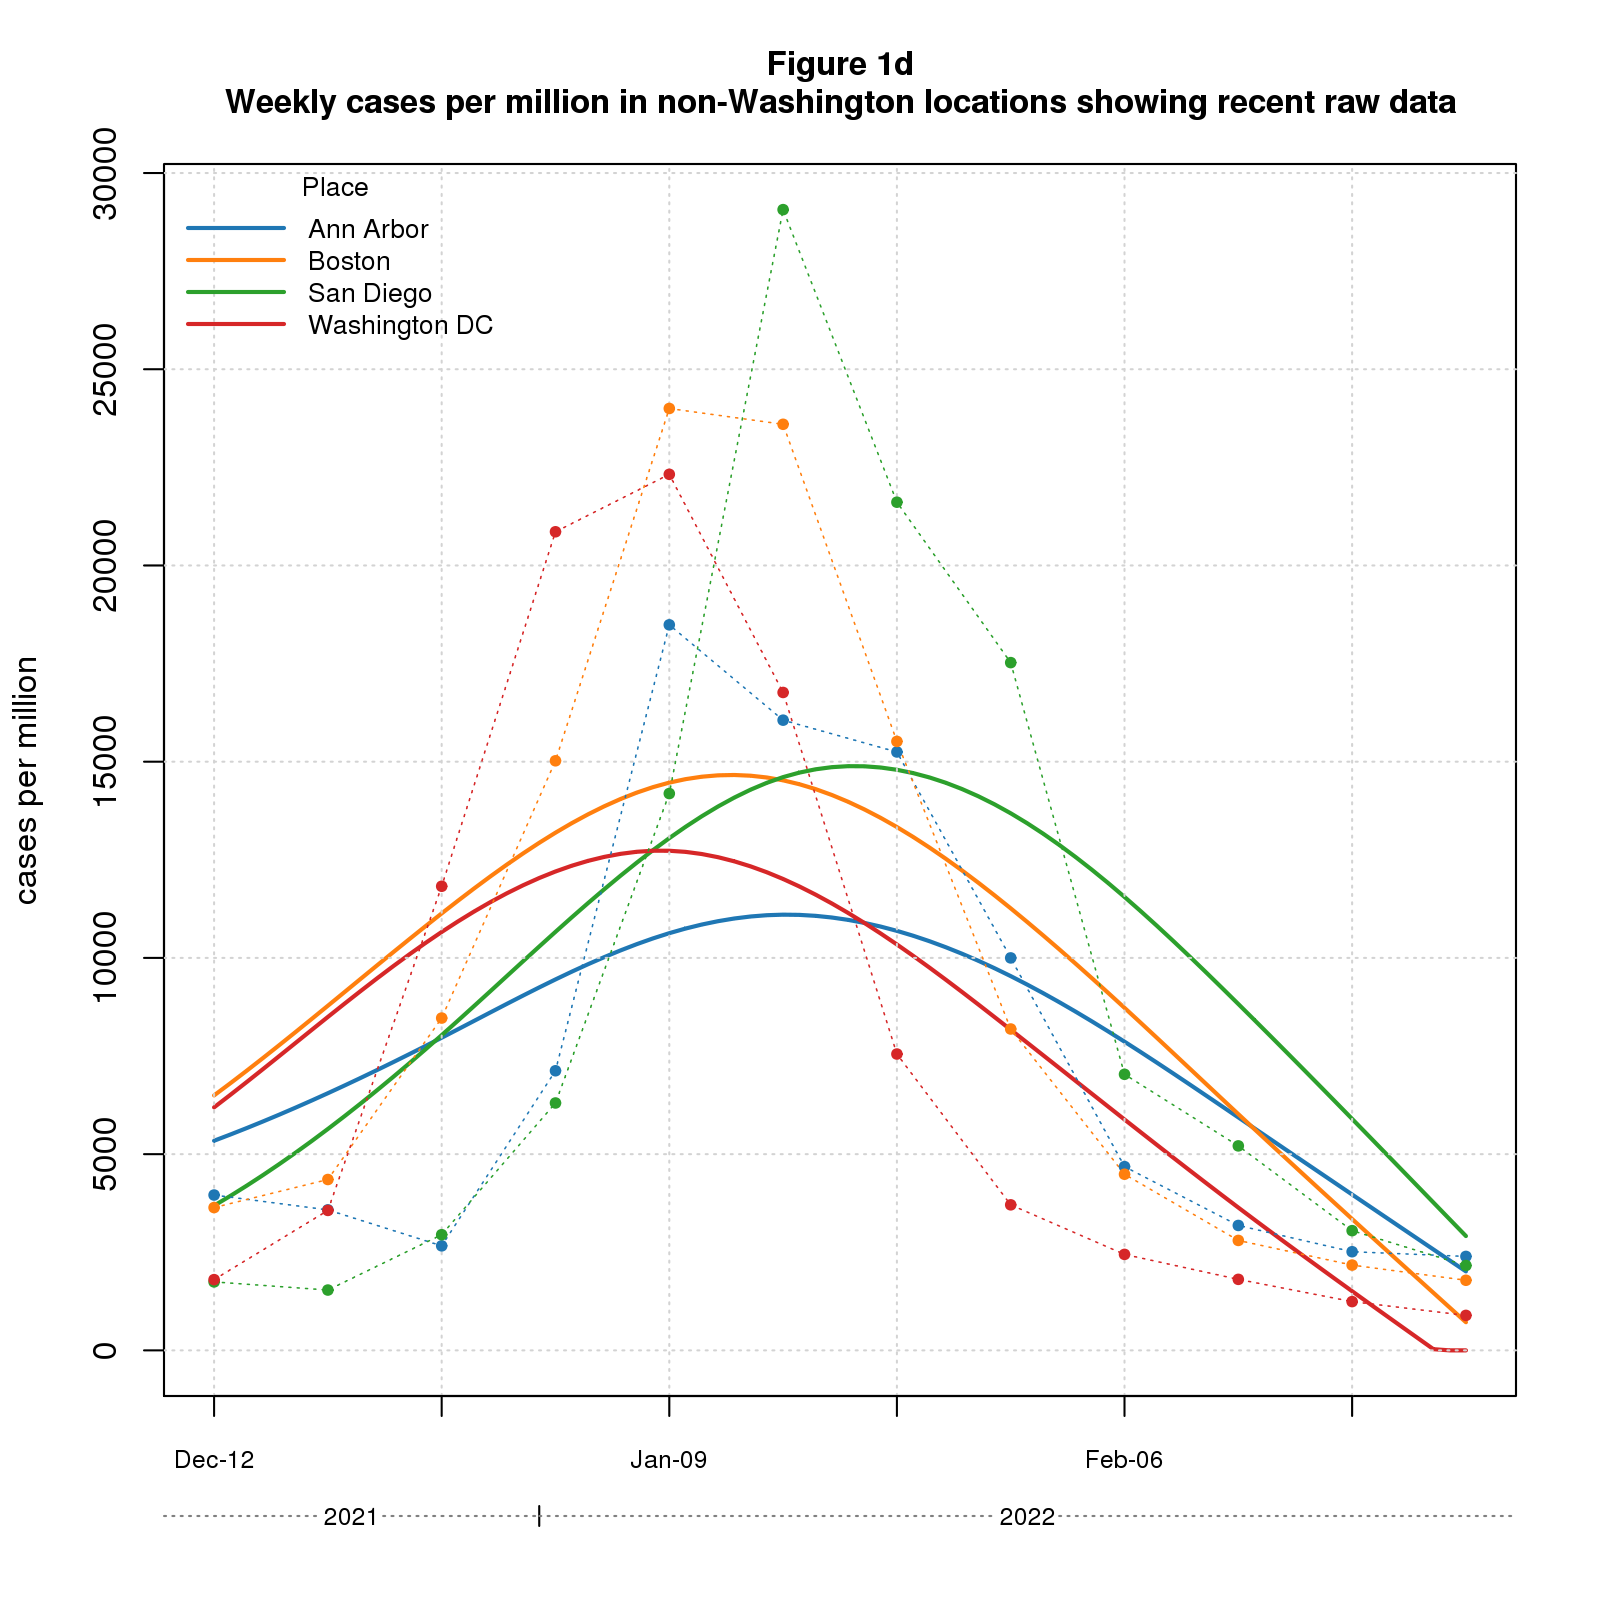 Figure 1d
Weekly cases per million in non-Washington locations showing recent raw data
Place
Ann Arbor
Boston
San Diego
Washington DC
cases per million
30000
25000
20000
15000
10000
5000
0
Dec-12 Jan-09 Feb-06
2021 2022